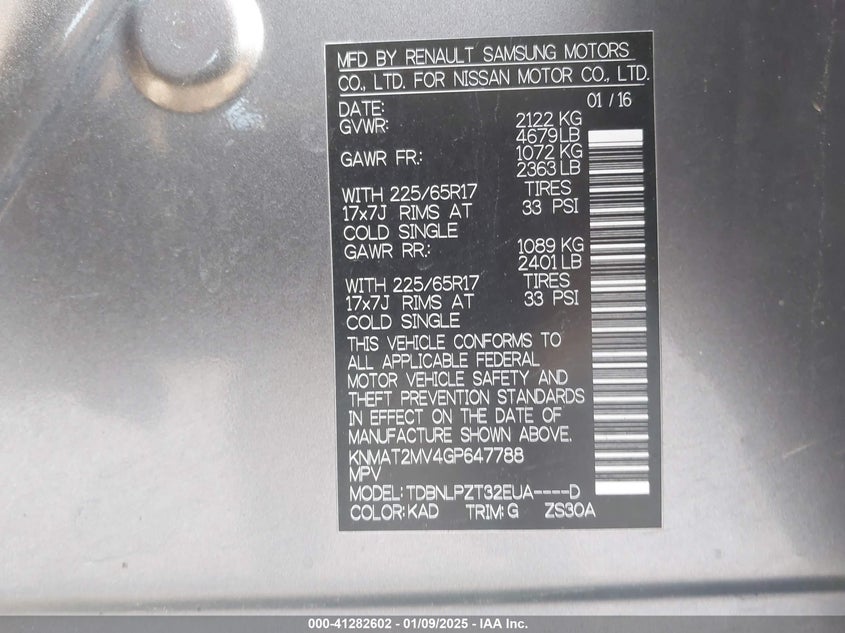 MFD BY RENAULT SAMSUNG MOTORS
CO., LTD. FOR NISSAN MOTOR CO., LTD.
DATE: 01 / 16
GVWR: 2122 KG
4679 LB
GAWR FR.: 1072 KG
2363 LB
WITH 225/65R17 TIRES
17x7J RIMS AT 33 PSI
COLD SINGLE
GAWR RR.: 1089 KG
2401 LB
WITH 225/65R17 TIRES
17x7J RIMS AT 33 PSI
COLD SINGLE
THIS VEHICLE CONFORMS TO
ALL APPLICABLE FEDERAL
MOTOR VEHICLE SAFETY AND
THEFT PREVENTION STANDARDS
IN EFFECT ON THE DATE OF
MANUFACTURE SHOWN ABOVE.
KNMAT2MV4GP647788
MPV
MODEL: TDBNLPZT32EUA----D
COLOR: KAD TRIM: G ZS30A
000-41282602 - 01/09/2025 - IAA Inc.